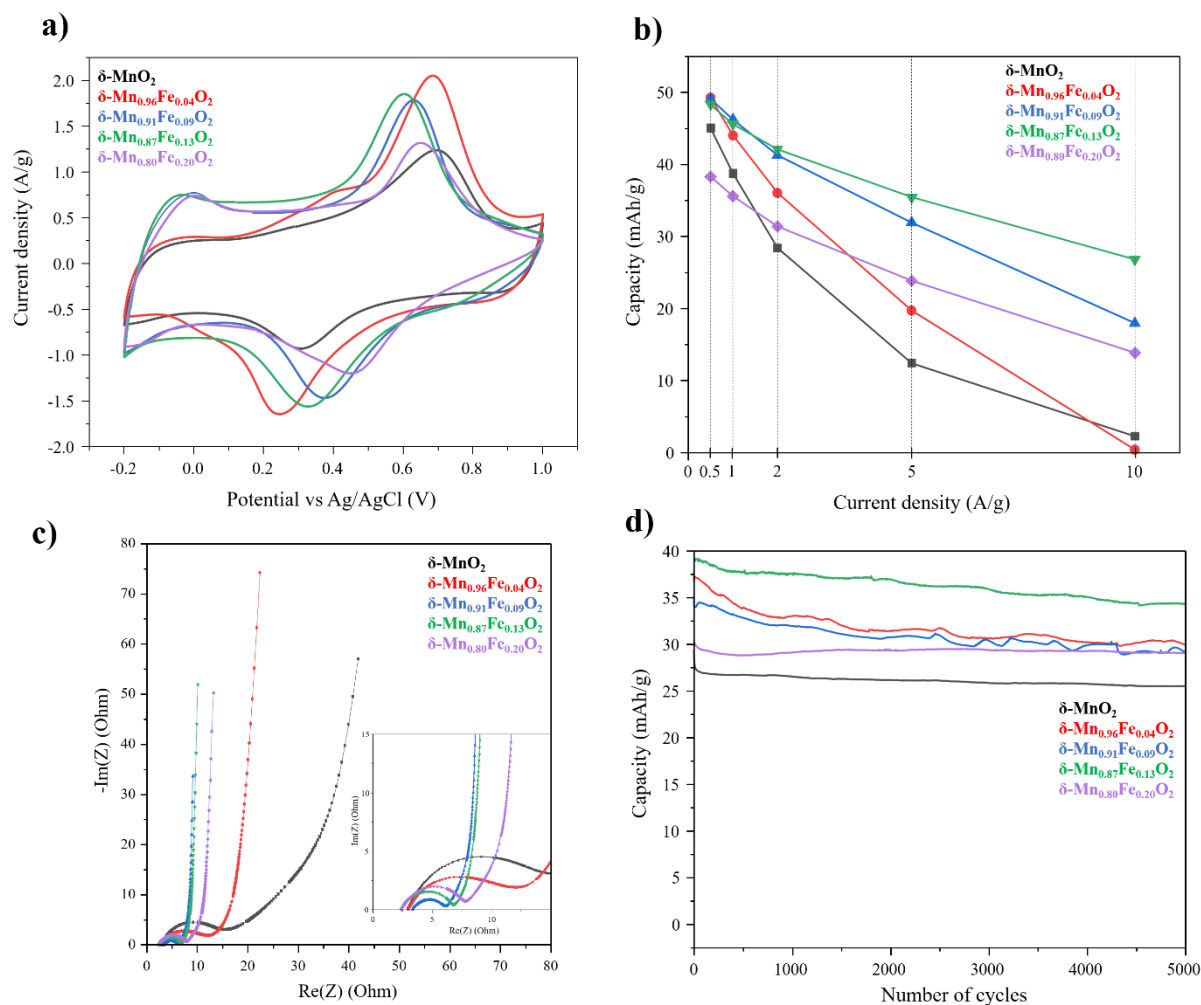 a)
δ-MnO₂
δ-Mn₀.₉₆Fe₀.₀₄O₂
δ-Mn₀.₉₁Fe₀.₀₉O₂
δ-Mn₀.₈₇Fe₀.₁₃O₂
δ-Mn₀.₈₀Fe₀.₂₀O₂
Current density (A/g)
2.0
1.5
1.0
0.5
0.0
-0.5
-1.0
-1.5
-2.0
-0.2 0.0 0.2 0.4 0.6 0.8 1.0
Potential vs Ag/AgCl (V)
b)
δ-MnO₂
δ-Mn₀.₉₆Fe₀.₀₄O₂
δ-Mn₀.₉₁Fe₀.₀₉O₂
δ-Mn₀.₈₇Fe₀.₁₃O₂
δ-Mn₀.₈₀Fe₀.₂₀O₂
Capacity (mAh/g)
50
40
30
20
10
0
0 0.5 1 2 5 10
Current density (A/g)
c)
δ-MnO₂
δ-Mn₀.₉₆Fe₀.₀₄O₂
δ-Mn₀.₉₁Fe₀.₀₉O₂
δ-Mn₀.₈₇Fe₀.₁₃O₂
δ-Mn₀.₈₀Fe₀.₂₀O₂
-Im(Z) (Ohm)
80
70
60
50
40
30
20
10
0
0 10 20 30 40 50 60 70 80
Re(Z) (Ohm)
Im(Z) (Ohm)
15
10
5
0
0 5 10
Re(Z) (Ohm)
d)
Capacity (mAh/g)
40
35
30
25
20
15
10
5
0
δ-MnO₂
δ-Mn₀.₉₆Fe₀.₀₄O₂
δ-Mn₀.₉₁Fe₀.₀₉O₂
δ-Mn₀.₈₇Fe₀.₁₃O₂
δ-Mn₀.₈₀Fe₀.₂₀O₂
0 1000 2000 3000 4000 5000
Number of cycles